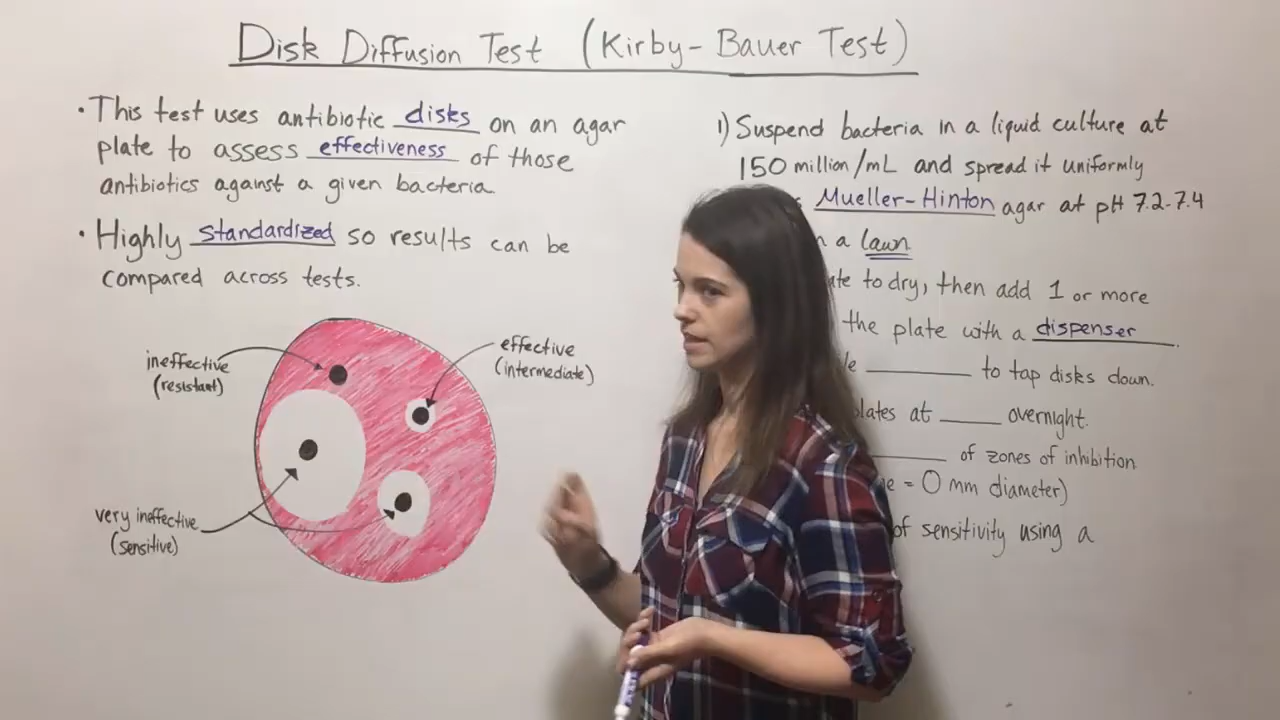 Disk Diffusion Test (Kirby-Bauer Test)
• This test uses antibiotic disks on an agar
plate to assess effectiveness of those
antibiotics against a given bacteria.
• Highly standardized so results can be
compared across tests.
ineffective
(resistant)
effective
(intermediate)
very ineffective
(sensitive)
1) Suspend bacteria in a liquid culture at
150 million/mL and spread it uniformly
Mueller-Hinton agar at pH 7.2-7.4
a lawn
to dry, then add 1 or more
the plate with a dispenser.
to tap disks down.
at ____ overnight.
of zones of inhibition
= 0 mm diameter)
of sensitivity using a